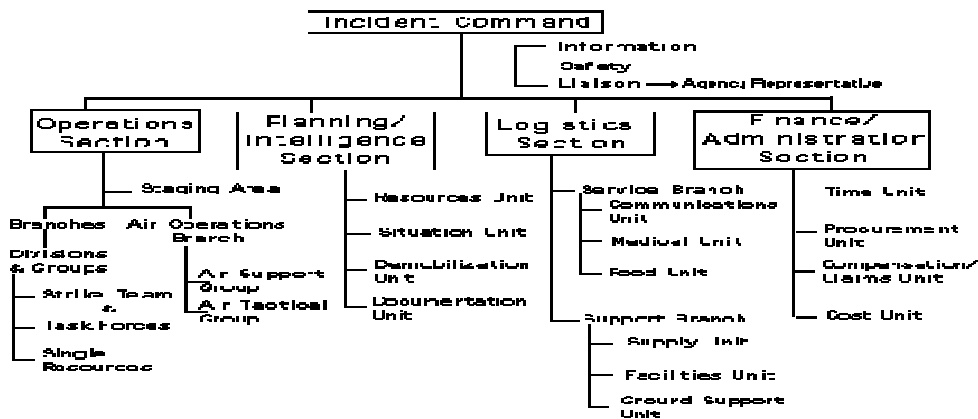 Incident Command
Information
Safety
Liaison
Agency Representative
Operations
Section
Planning/
Intelligence
Section
Logistics
Section
Finance/
Administration
Section
Staging Area
Branches
Air Operations
Branch
Divisions
& Groups
Air Support
Group
Strike Team
&
Air Tactical
Group
Task Forces
Single
Resources
Resources Unit
Situation Unit
Demobilization
Unit
Documentation
Unit
Service Branch
Communications
Unit
Medical Unit
Food Unit
Support Branch
Supply Unit
Facilities Unit
Ground Support
Unit
Time Unit
Procurement
Unit
Compensation/
Claims Unit
Cost Unit